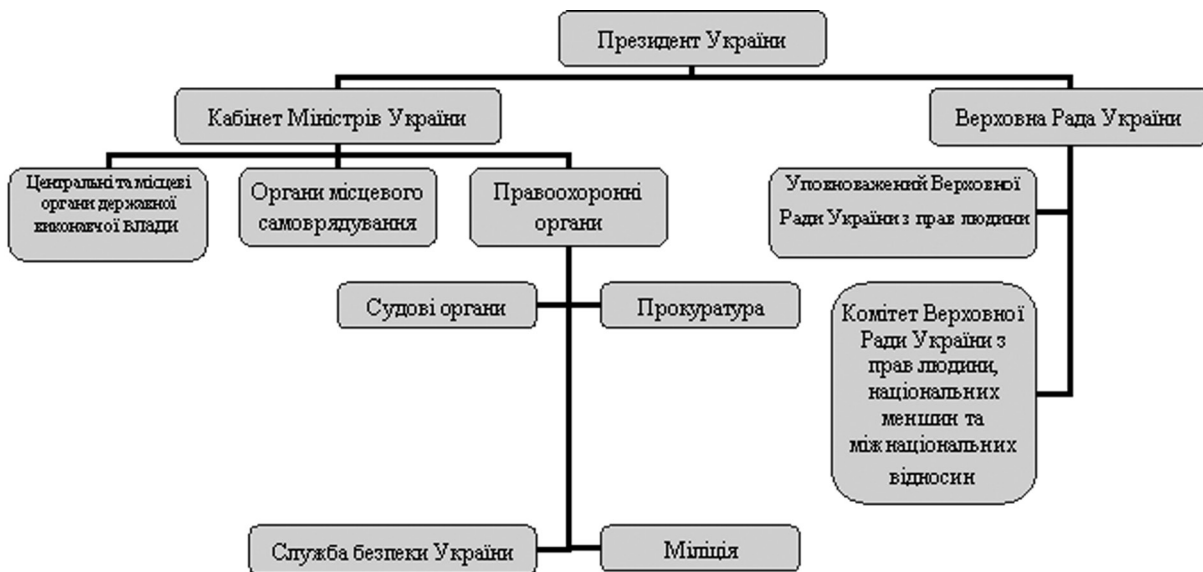 Президент України
Кабінет Міністрів України
Верховна Рада України
Центральні та місцеві
органи державної
виконавчої влади
Органи місцевого
самоврядування
Правоохоронні
органи
Уповноважений Верховної
Ради України з прав людини
Судові органи
Прокуратура
Комітет Верховної
Ради України з
прав людини,
національних
меншин та
міжнаціональних
відносин
Служба безпеки України
Міліція